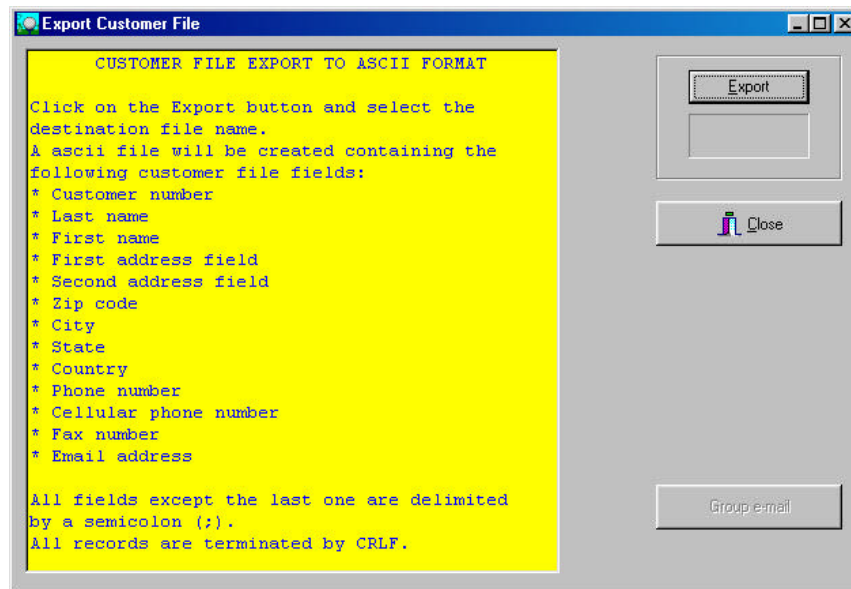 Export Customer File
CUSTOMER FILE EXPORT TO ASCII FORMAT
Click on the Export button and select the
destination file name.
A ascii file will be created containing the
following customer file fields:
* Customer number
* Last name
* First name
* First address field
* Second address field
* Zip code
* City
* State
* Country
* Phone number
* Cellular phone number
* Fax number
* Email address
All fields except the last one are delimited
by a semicolon (;).
All records are terminated by CRLF.
Export
Close
Group e-mail